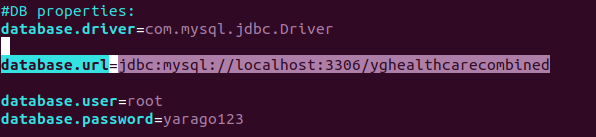 #DB properties:
database.driver=com.mysql.jdbc.Driver
database.url=jdbc:mysql://localhost:3306/yghealthcarecombined
database.user=root
database.password=yarago123